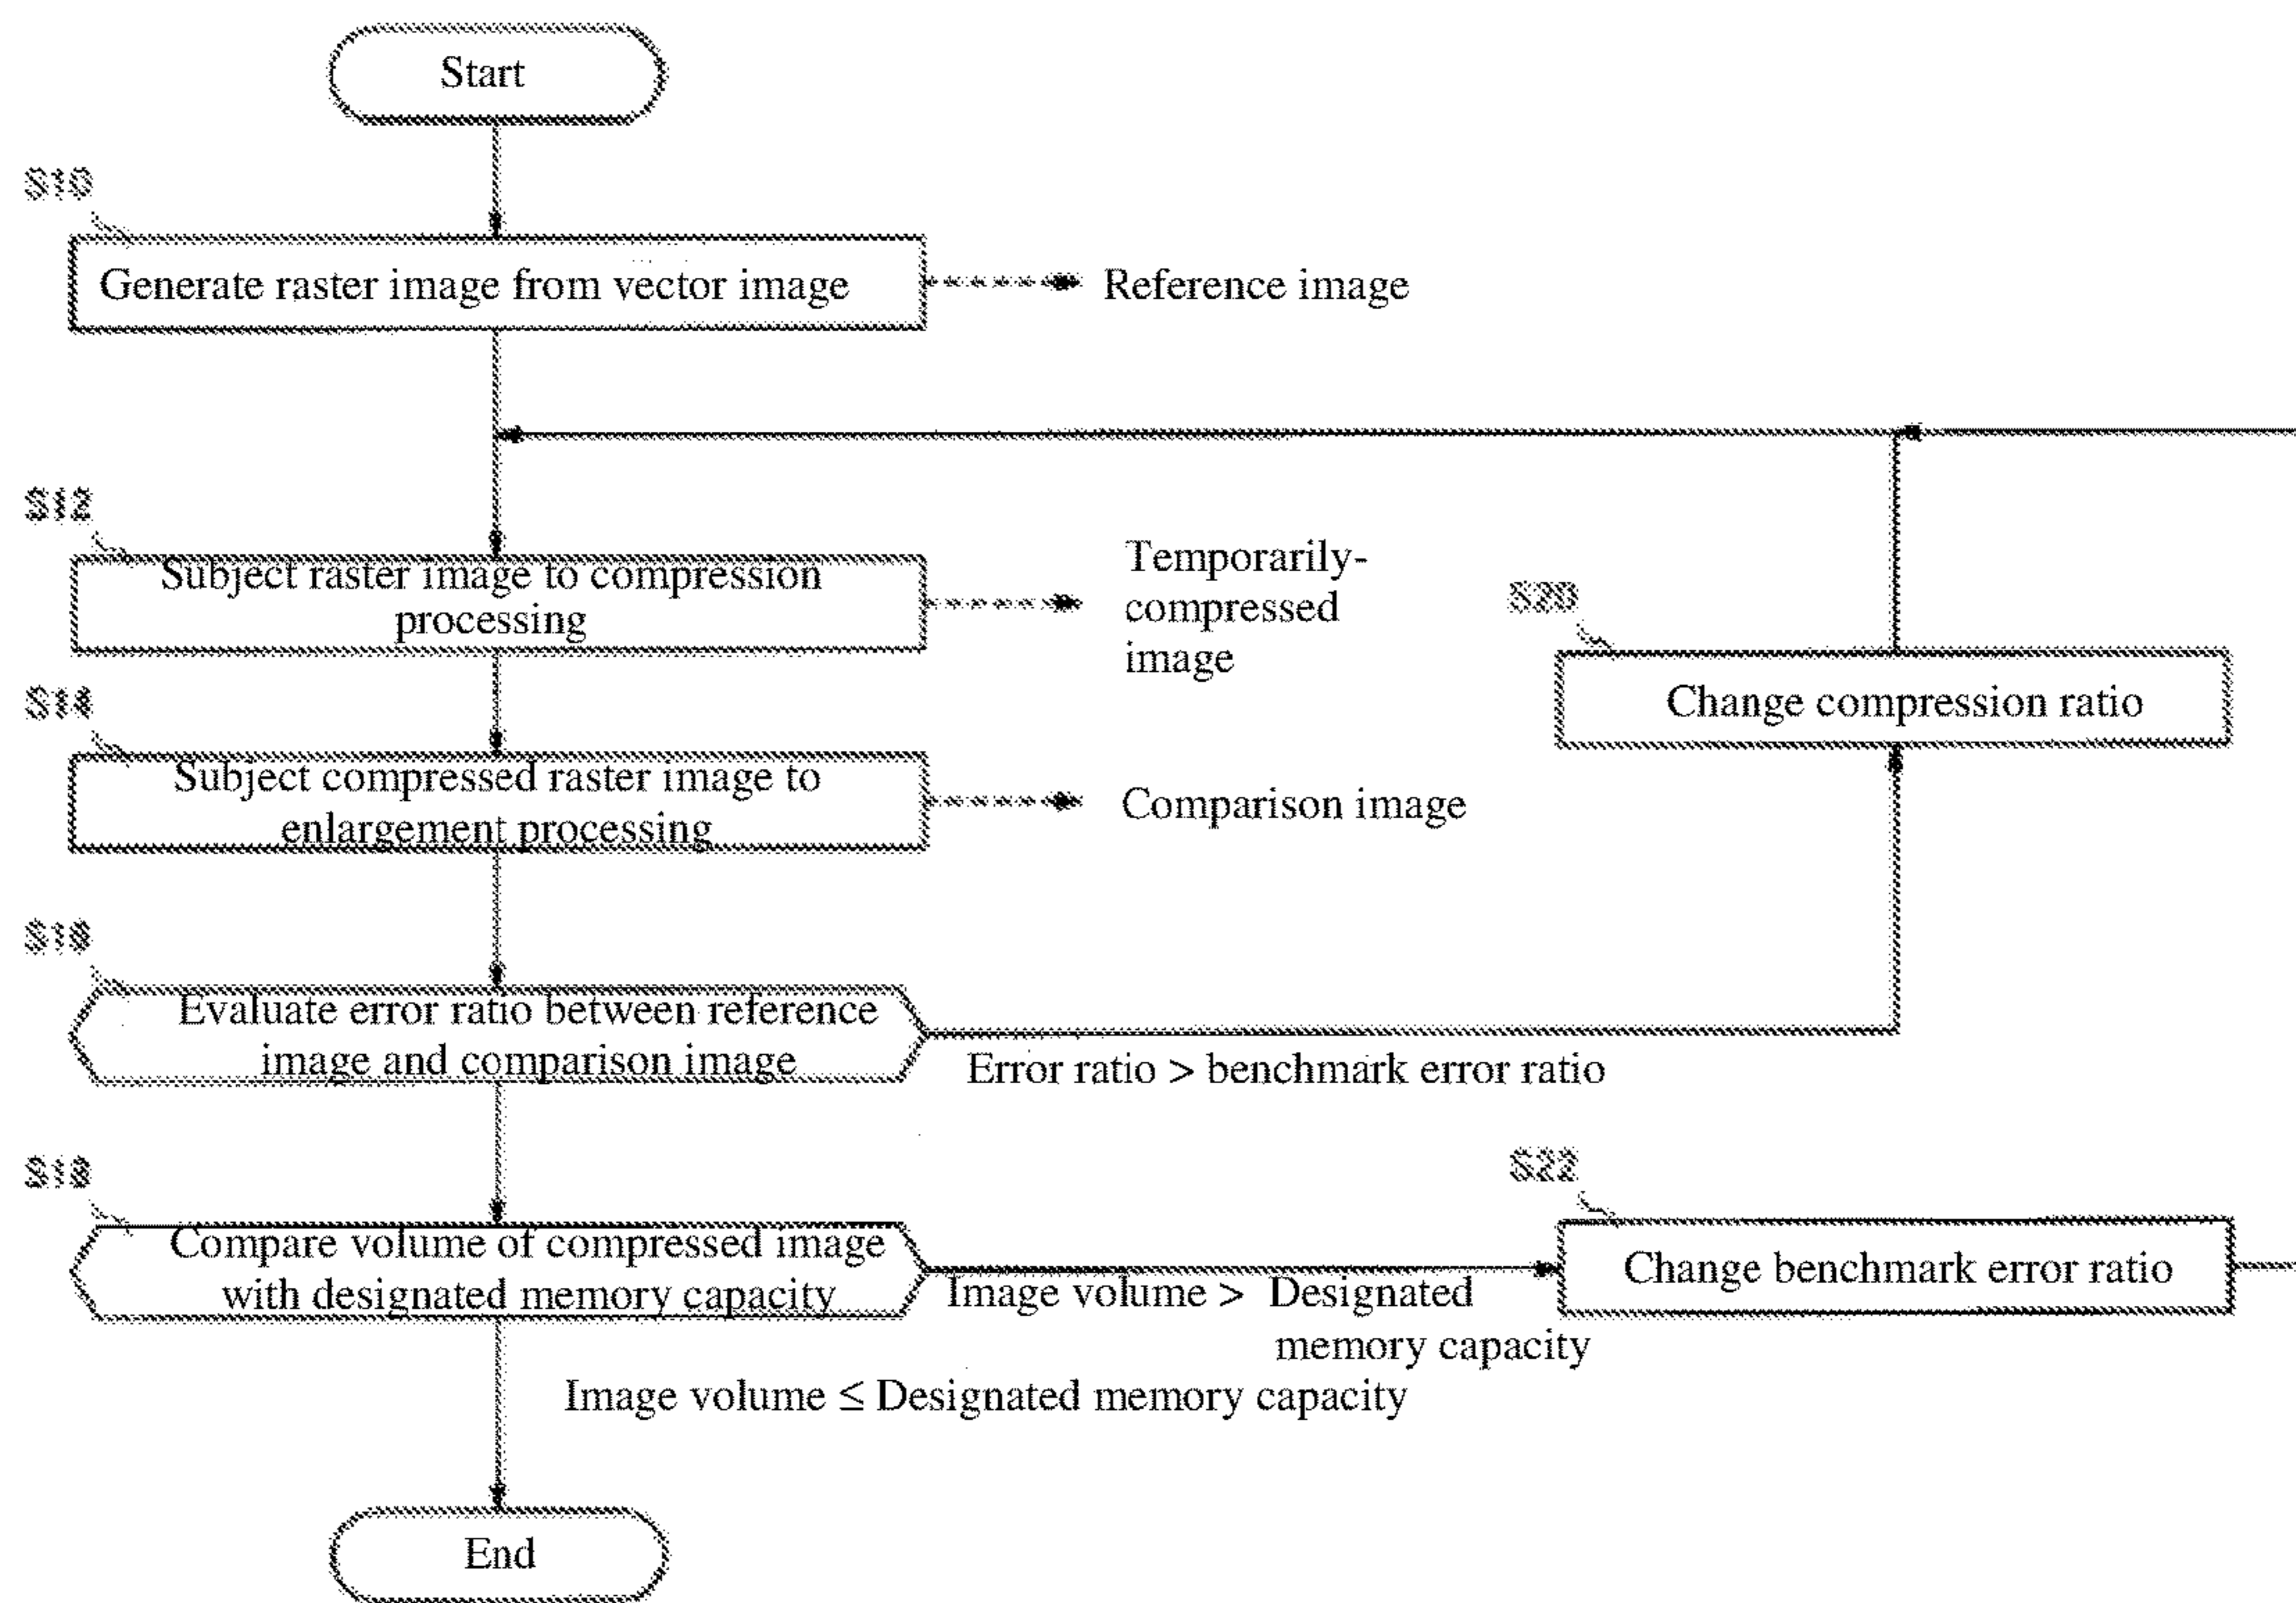 Start
S10
Generate raster image from vector image
Reference image
S12
Subject raster image to compression
processing
Temporarily-
compressed
image
S14
Subject compressed raster image to
enlargement processing
Comparison image
S20
Change compression ratio
S16
Evaluate error ratio between reference
image and comparison image
Error ratio > benchmark error ratio
S18
Compare volume of compressed image
with designated memory capacity
Image volume > Designated
memory capacity
S22
Change benchmark error ratio
Image volume ≤ Designated memory capacity
End